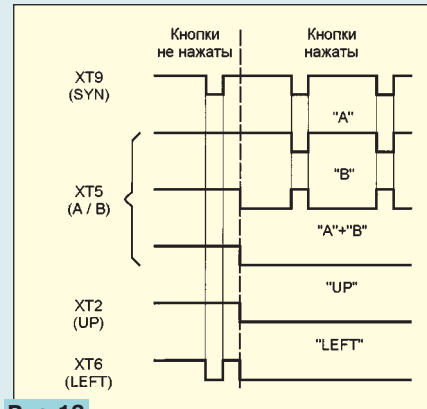 Кнопки
не нажаты
Кнопки
нажаты
XT9
(SYN)
"A"
"B"
XT5
(A / B)
"A"+"B"
"UP"
XT2
(UP)
"LEFT"
XT6
(LEFT)